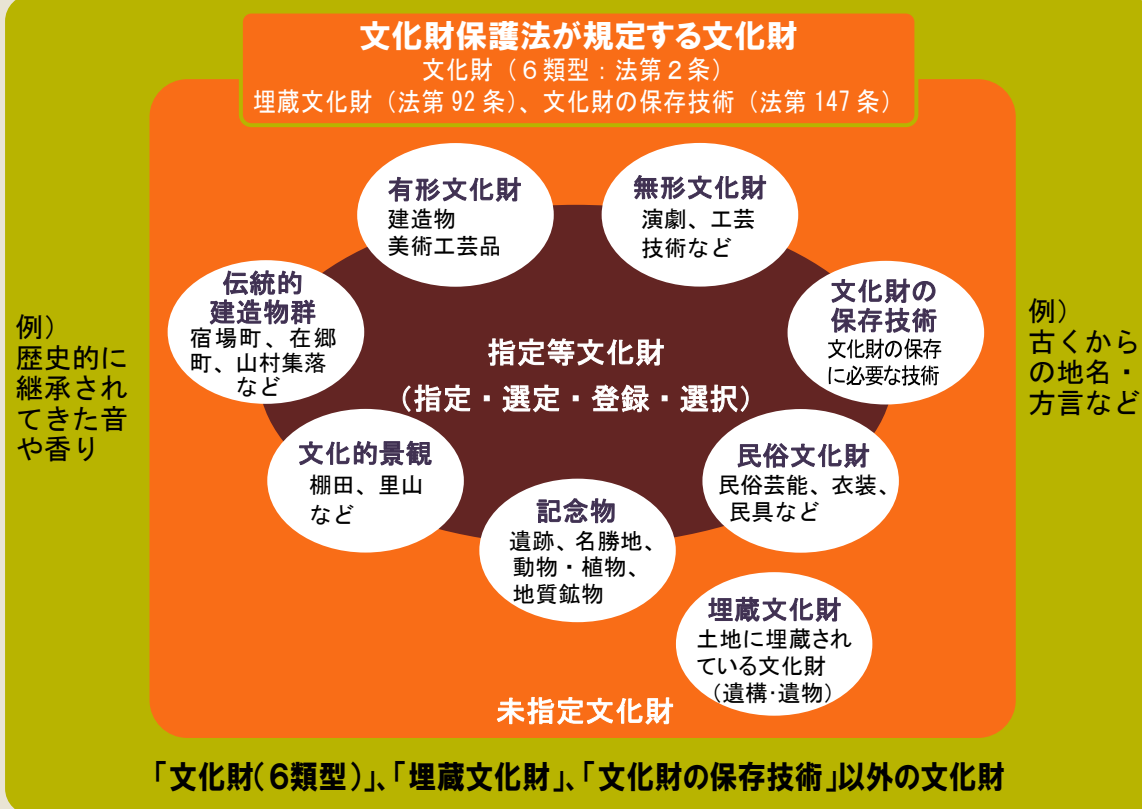 文化財保護法が規定する文化財
文化財（６類型：法第２条）
埋蔵文化財（法第 92 条）、文化財の保存技術（法第 147 条）
有形文化財
建造物
美術工芸品
無形文化財
演劇、工芸
技術など
伝統的
建造物群
宿場町、在郷
町、山村集落
など
文化財の
保存技術
文化財の保存
に必要な技術
指定等文化財
（指定・選定・登録・選択）
例）
歴史的に
継承され
てきた音
や香り
例）
古くから
の地名・
方言など
文化的景観
棚田、里山
など
民俗文化財
民俗芸能、衣装、
民具など
記念物
遺跡、名勝地、
動物・植物、
地質鉱物
埋蔵文化財
土地に埋蔵され
ている文化財
（遺構・遺物）
未指定文化財
「文化財（６類型）」、「埋蔵文化財」、「文化財の保存技術」以外の文化財